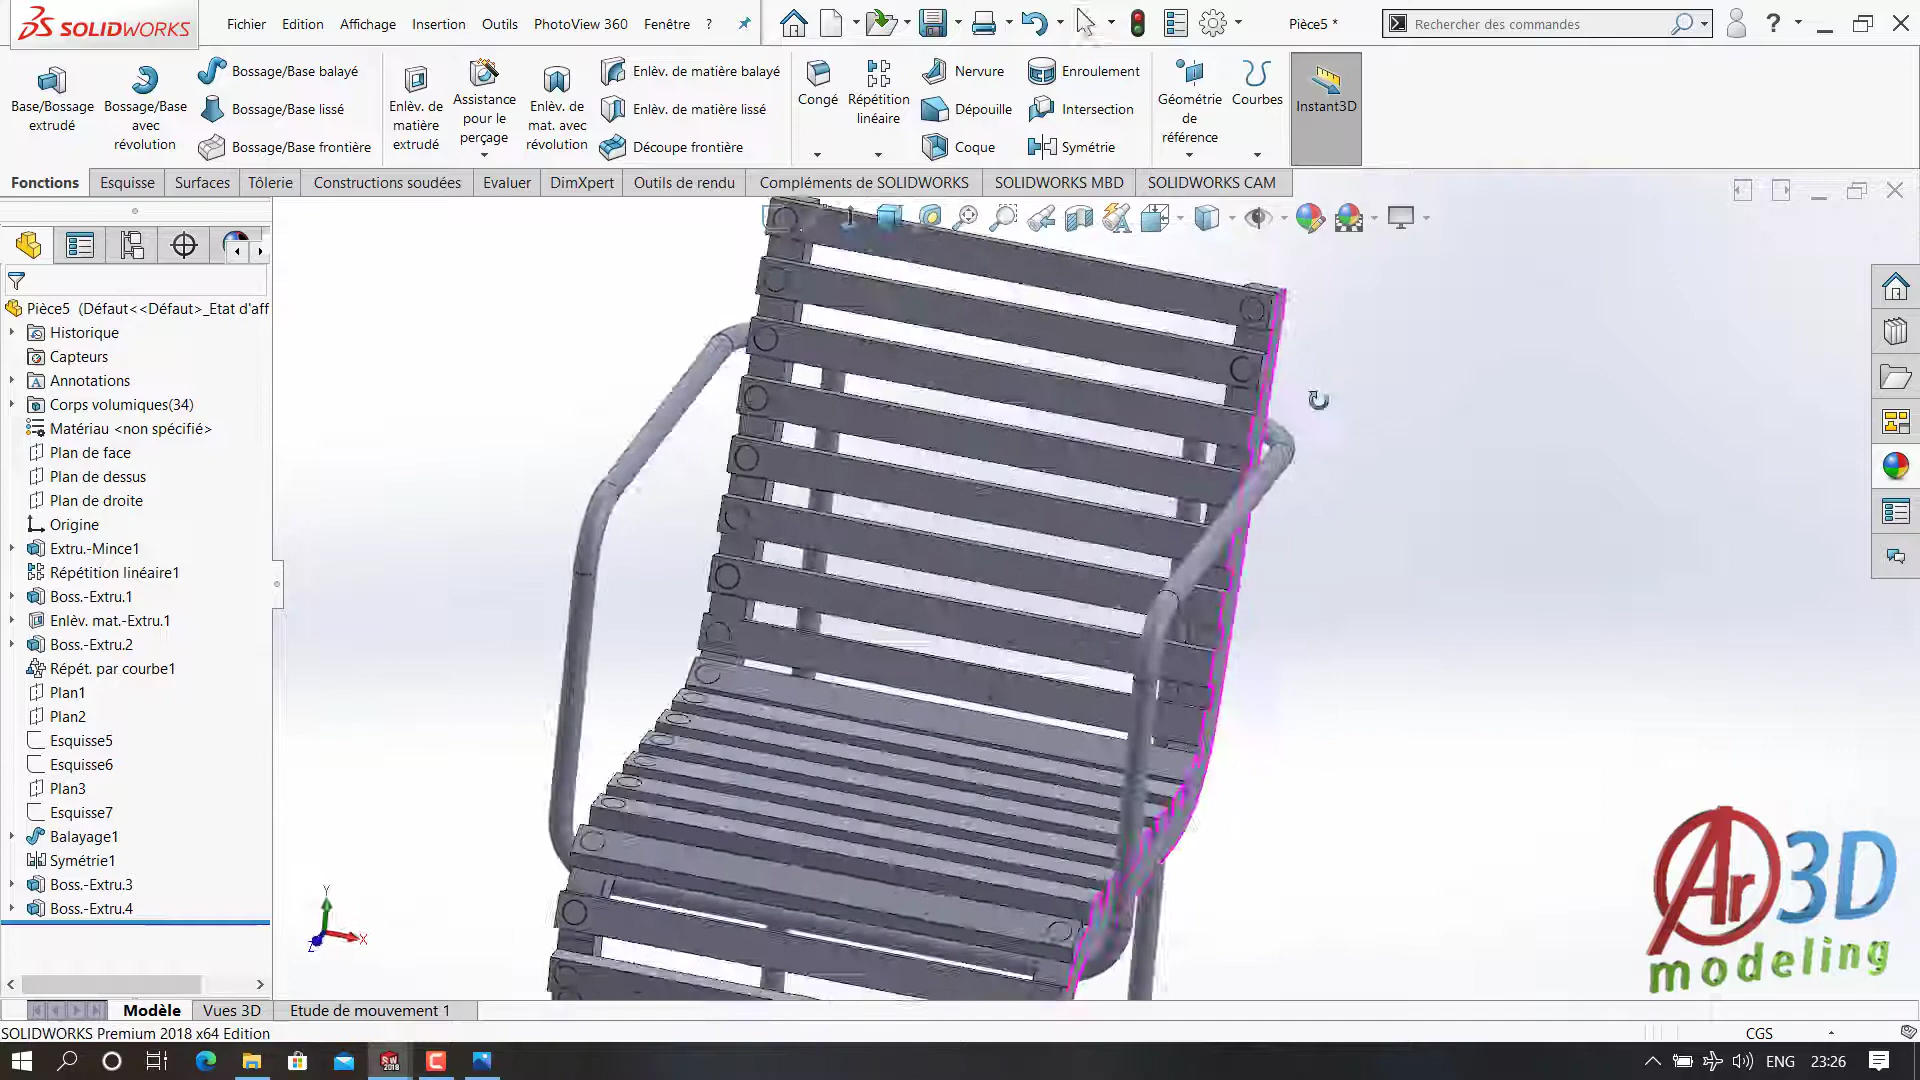 SOLIDWORKS
Fichier Edition Affichage Insertion Outils PhotoView 360 Fenêtre ?
Pièce5 *
Rechercher des commandes
?
Base/Bossage extrudé
Bossage/Base avec révolution
Bossage/Base balayé
Bossage/Base lissé
Bossage/Base frontière
Enlèv. de matière extrudé
Assistance pour le perçage
Enlèv. de mat. avec révolution
Enlèv. de matière balayé
Enlèv. de matière lissé
Découpe frontière
Congé
Répétition linéaire
Nervure
Dépouille
Coque
Enroulement
Intersection
Symétrie
Géométrie de référence
Courbes
Instant3D
Fonctions Esquisse Surfaces Tôlerie Constructions soudées Evaluer DimXpert Outils de rendu Compléments de SOLIDWORKS SOLIDWORKS MBD SOLIDWORKS CAM
Pièce5 (Défaut<<Défaut>_Etat d'aff
Historique
Capteurs
Annotations
Corps volumiques(34)
Matériau <non spécifié>
Plan de face
Plan de dessus
Plan de droite
Origine
Extru.-Mince1
Répétition linéaire1
Boss.-Extru.1
Enlèv. mat.-Extru.1
Boss.-Extru.2
Répét. par courbe1
Plan1
Plan2
Esquisse5
Esquisse6
Plan3
Esquisse7
Balayage1
Symétrie1
Boss.-Extru.3
Boss.-Extru.4
Y
X
Z
Ar 3D
modeling
Modèle Vues 3D Etude de mouvement 1
SOLIDWORKS Premium 2018 x64 Edition
CGS
SW
2018
ENG 23:26